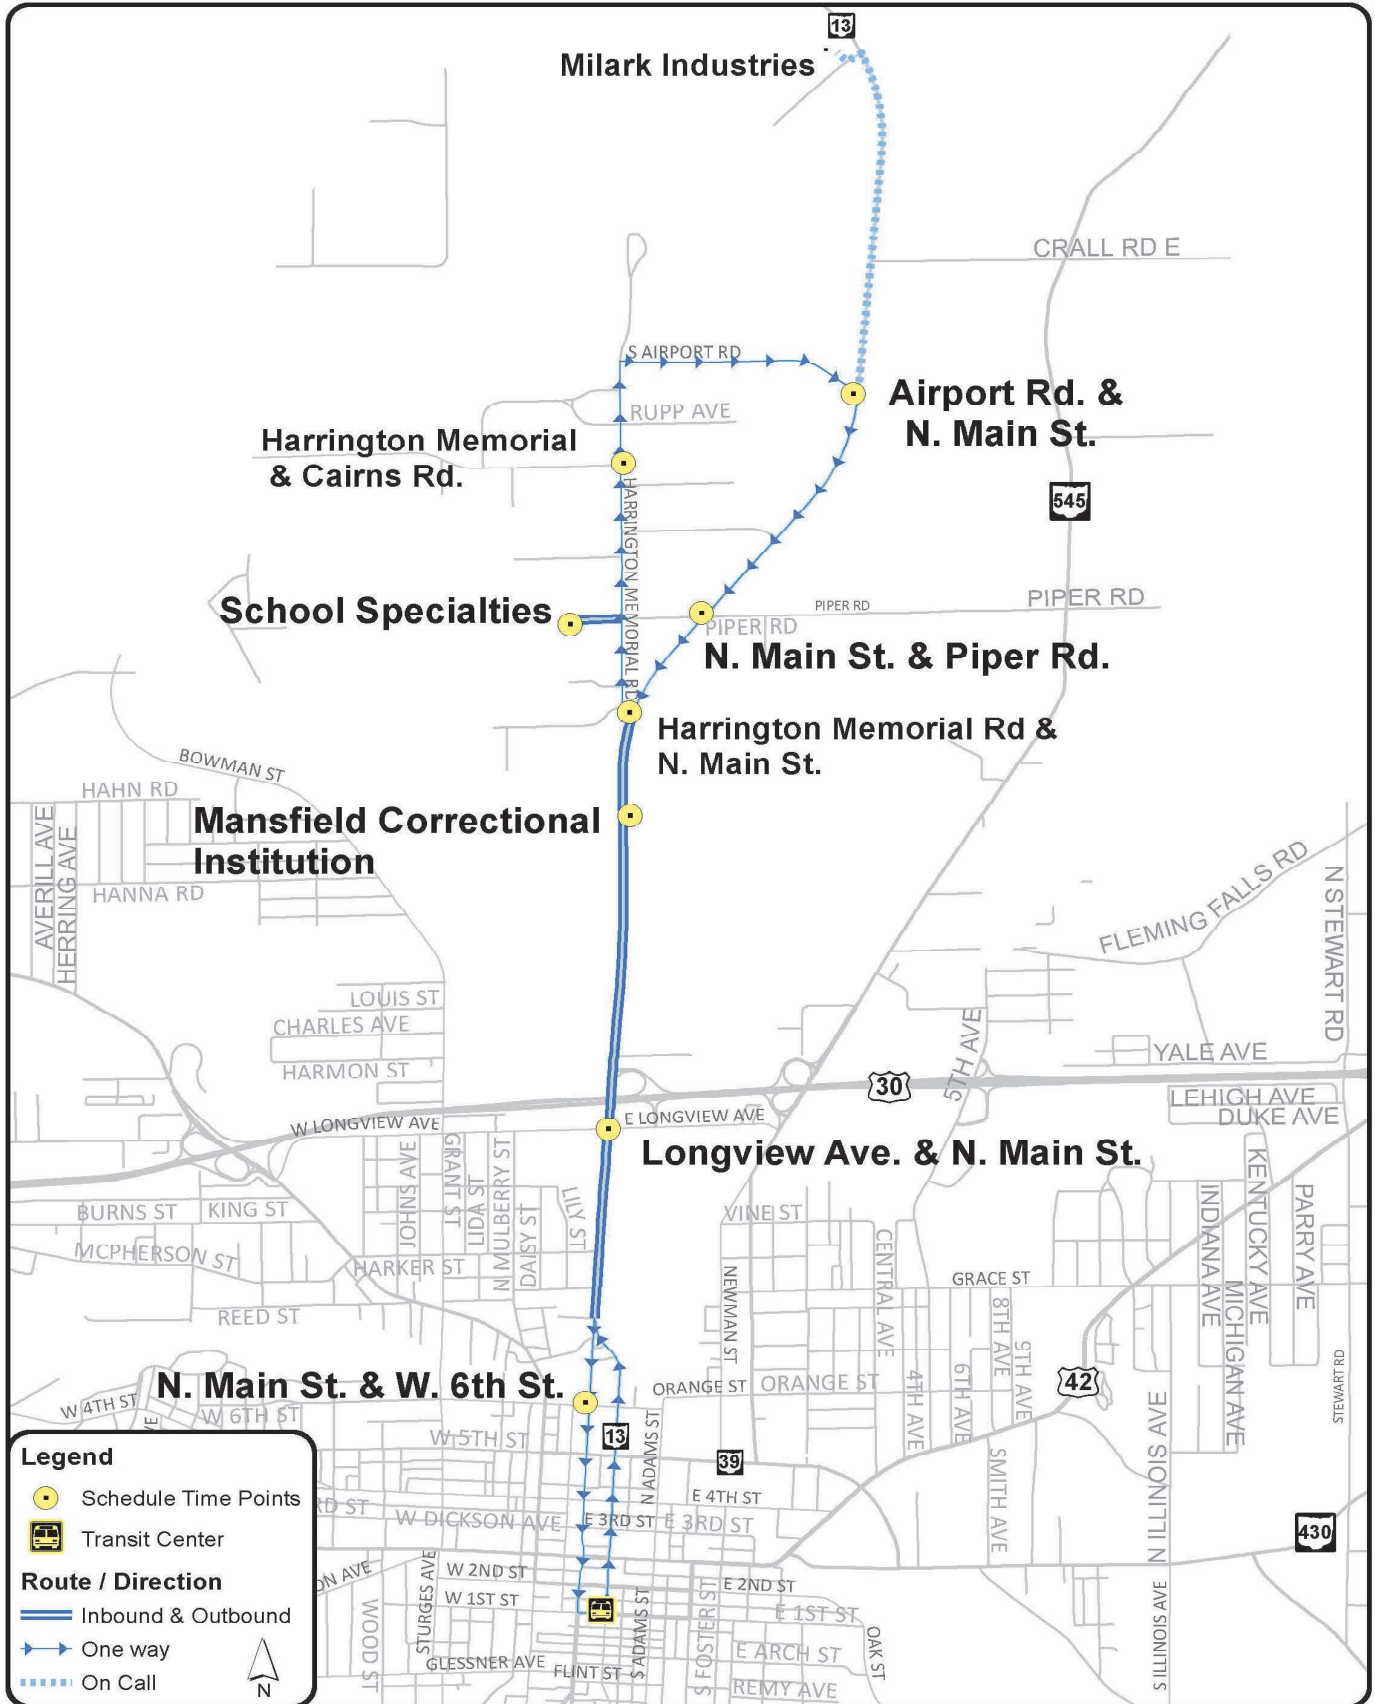 13
Milark Industries
CRALL RD E
S AIRPORT RD
Airport Rd. &
N. Main St.
RUPP AVE
Harrington Memorial
& Cairns Rd.
HARRINGTON MEMORIAL RD
545
School Specialties
PIPER RD
PIPER RD
PIPER RD
N. Main St. & Piper Rd.
Harrington Memorial Rd &
N. Main St.
BOWMAN ST
HAHN RD
Mansfield Correctional
Institution
AVERILL AVE
HERRING AVE
HANNA RD
FLEMING FALLS RD
N STEWART RD
LOUIS ST
CHARLES AVE
HARMON ST
5TH AVE
YALE AVE
30
LEHIGH AVE
DUKE AVE
W LONGVIEW AVE
E LONGVIEW AVE
Longview Ave. & N. Main St.
JOHNS AVE
GRANT ST
LIDA ST
N MULBERRY ST
DAISY ST
LILY ST
BURNS ST
KING ST
VINE ST
MCPHERSON ST
HARKER ST
CENTRAL AVE
INDIANA AVE
KENTUCKY AVE
PARRY AVE
MICHIGAN AVE
NEWMAN ST
GRACE ST
REED ST
8TH AVE
9TH AVE
42
STEWART RD
N. Main St. & W. 6th St.
ORANGE ST
ORANGE ST
4TH AVE
6TH AVE
W 4TH ST
W 6TH ST
VE
W 5TH ST
13
N ADAMS ST
39
SMITH AVE
N ILLINOIS AVE
E 4TH ST
RD ST
W DICKSON AVE
E 3RD ST
E 3RD ST
430
ON AVE
STURGES AVE
W 2ND ST
E 2ND ST
W 1ST ST
E 1ST ST
WOOD ST
S ADAMS ST
S FOSTER ST
E ARCH ST
OAK ST
S ILLINOIS AVE
GLESSNER AVE
FLINT ST
REMY AVE
Legend
Schedule Time Points
Transit Center
Route / Direction
Inbound & Outbound
One way
On Call
N